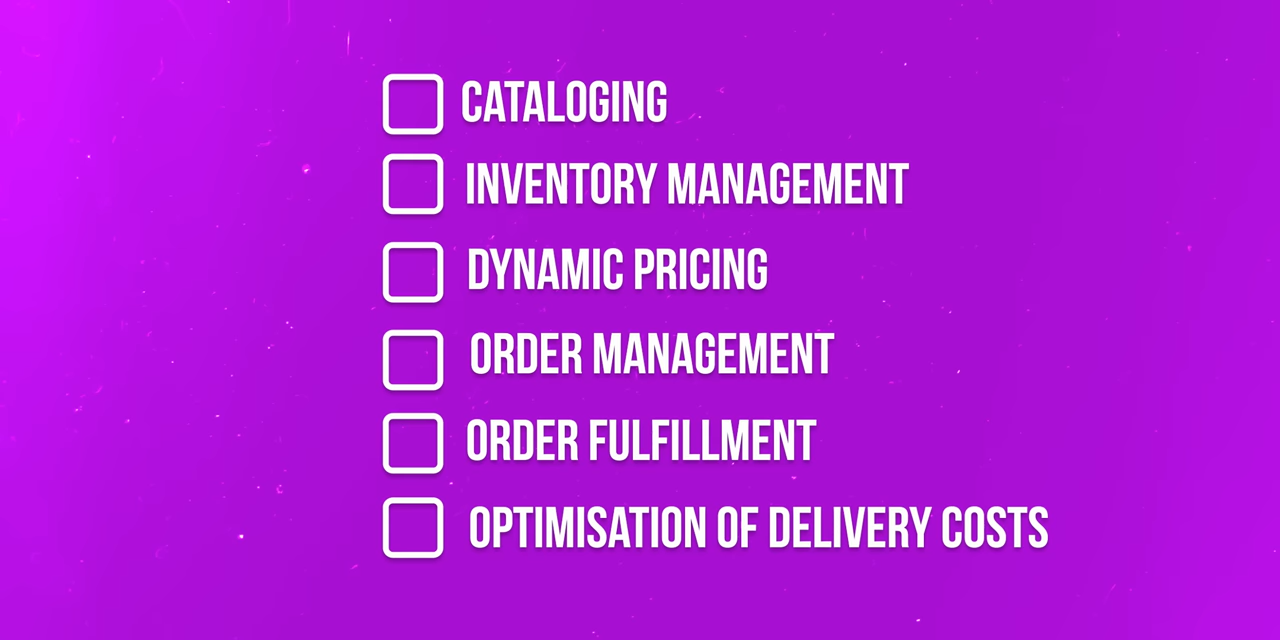 CATALOGING
INVENTORY MANAGEMENT
DYNAMIC PRICING
ORDER MANAGEMENT
ORDER FULFILLMENT
OPTIMISATION OF DELIVERY COSTS